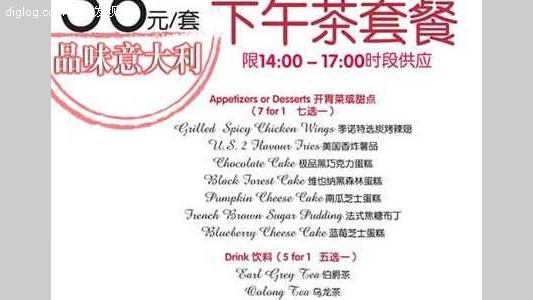 diglog.com
元/套
下午茶套餐
品味意大利
限14:00 – 17:00时段供应
Appetizers or Desserts 开胃菜或甜点
（7 for 1 七选一）
Grilled Spicy Chicken Wings 季诺特选炭烤辣翅
U.S. 2 Flavour Fries 美国香炸薯品
Chocolate Cake 极品黑巧克力蛋糕
Black Forest Cake 维也纳黑森林蛋糕
Pumpkin Cheese Cake 南瓜芝士蛋糕
French Brown Sugar Pudding 法式焦糖布丁
Blueberry Cheese Cake 蓝莓芝士蛋糕
Drink 饮料（5 for 1 五选一）
Earl Grey Tea 伯爵茶
Oolong Tea 乌龙茶